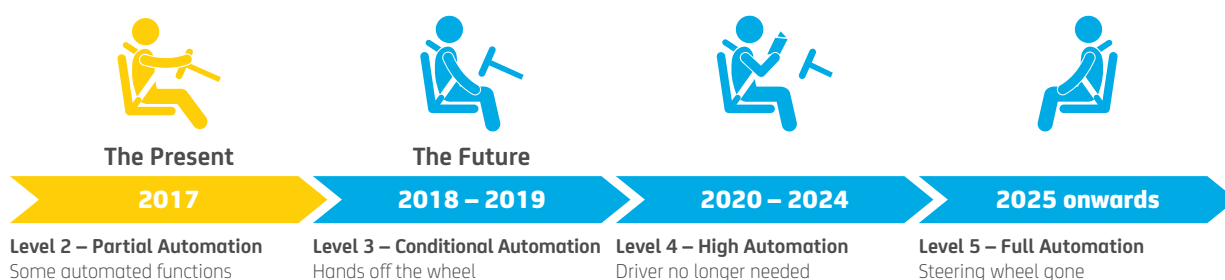 The Present
The Future
2017
2018 – 2019
2020 – 2024
2025 onwards
Level 2 – Partial Automation
Some automated functions
Level 3 – Conditional Automation
Hands off the wheel
Level 4 – High Automation
Driver no longer needed
Level 5 – Full Automation
Steering wheel gone